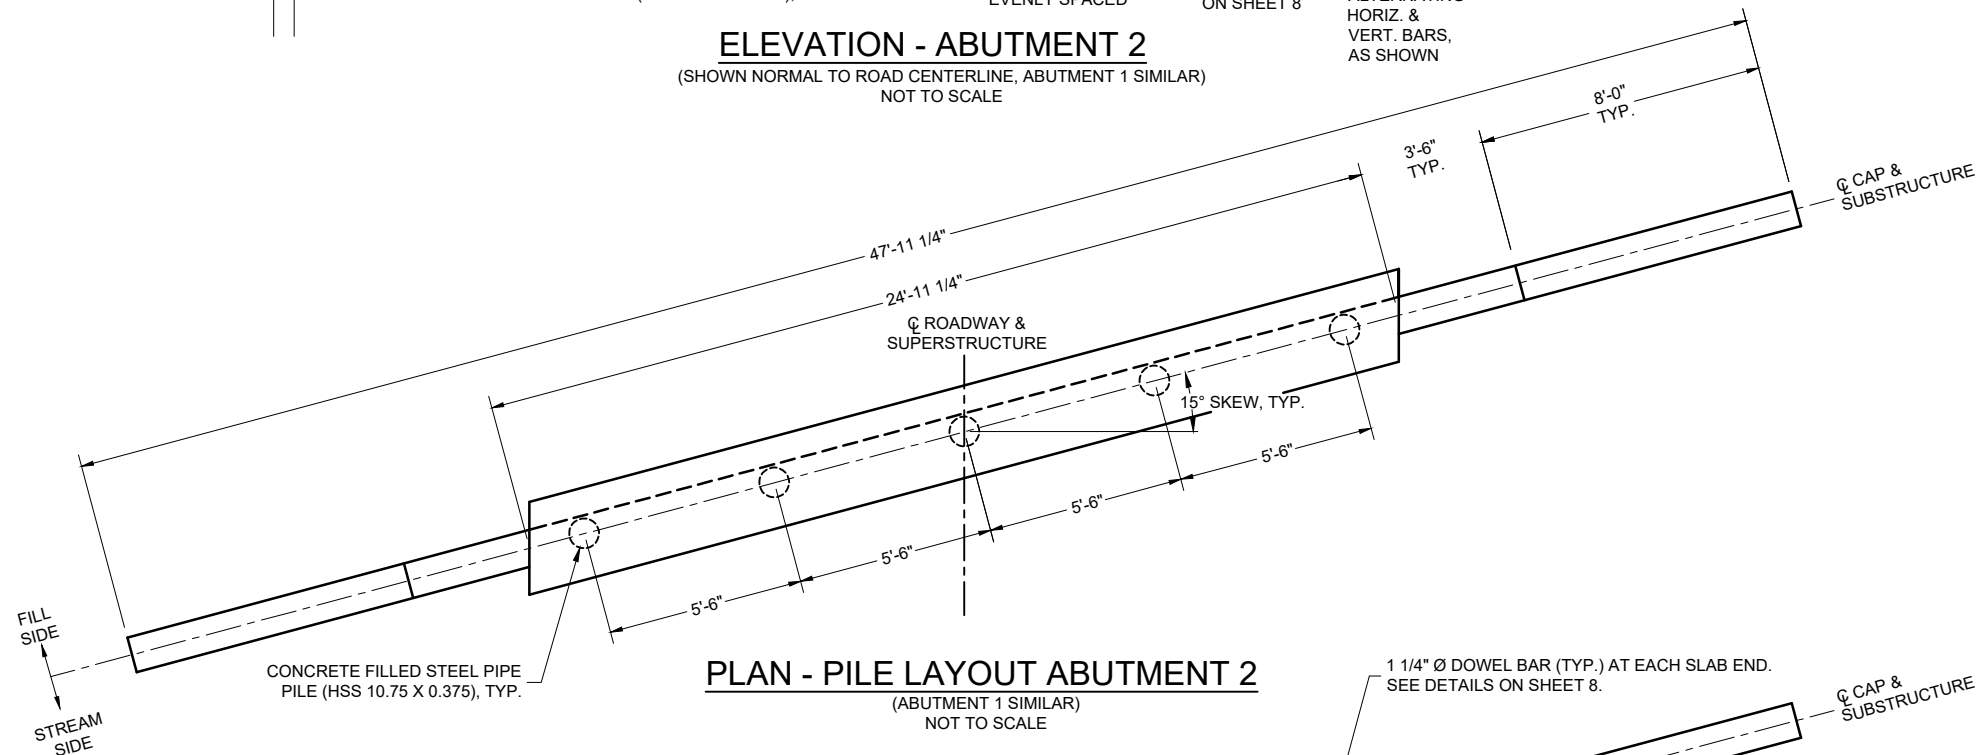 EVENLY SPACED
ON SHEET 8
HORIZ. &
VERT. BARS,
AS SHOWN
ELEVATION - ABUTMENT 2
(SHOWN NORMAL TO ROAD CENTERLINE, ABUTMENT 1 SIMILAR)
NOT TO SCALE
8'-0"
TYP.
3'-6"
TYP.
℄ CAP &
SUBSTRUCTURE
47'-11 1/4"
24'-11 1/4"
℄ ROADWAY &
SUPERSTRUCTURE
15° SKEW, TYP.
5'-6"
5'-6"
5'-6"
5'-6"
FILL
SIDE
STREAM
SIDE
CONCRETE FILLED STEEL PIPE
PILE (HSS 10.75 X 0.375), TYP.
PLAN - PILE LAYOUT ABUTMENT 2
(ABUTMENT 1 SIMILAR)
NOT TO SCALE
1 1/4" Ø DOWEL BAR (TYP.) AT EACH SLAB END.
SEE DETAILS ON SHEET 8.
℄ CAP &
SUBSTRUCTURE